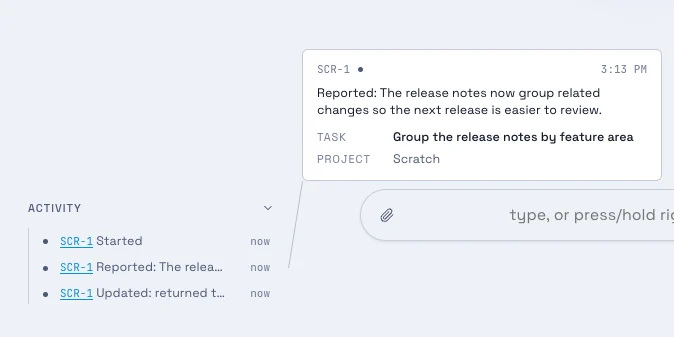 SCR-1 3:13 PM
Reported: The release notes now group related
changes so the next release is easier to review.
TASK Group the release notes by feature area
PROJECT Scratch
ACTIVITY
type, or press/hold rig
SCR-1 Started now
SCR-1 Reported: The relea... now
SCR-1 Updated: returned t... now